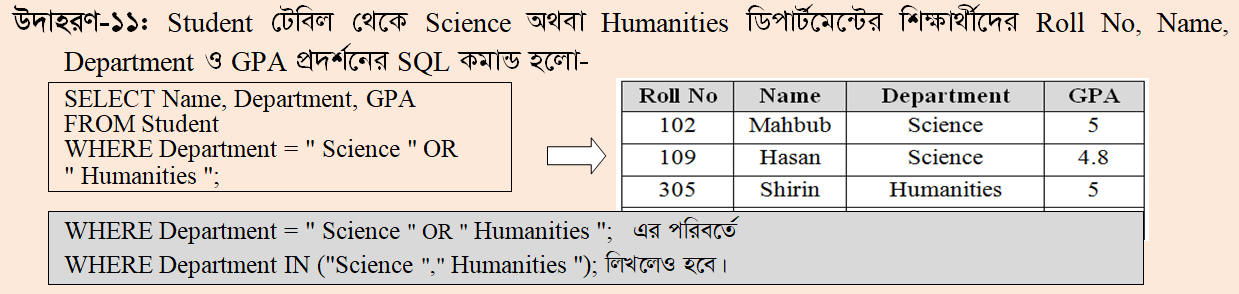 উদাহরণ-১১: Student টেবিল থেকে Science অথবা Humanities ডিপার্টমেন্টের শিক্ষার্থীদের Roll No, Name,
Department ও GPA প্রদর্শনের SQL কমান্ড হলো-
SELECT Name, Department, GPA
FROM Student
WHERE Department = " Science " OR
" Humanities ";
Roll No Name Department GPA
102 Mahbub Science 5
109 Hasan Science 4.8
305 Shirin Humanities 5
WHERE Department = " Science " OR " Humanities "; এর পরিবর্তে
WHERE Department IN ("Science "," Humanities "); লিখলেও হবে।